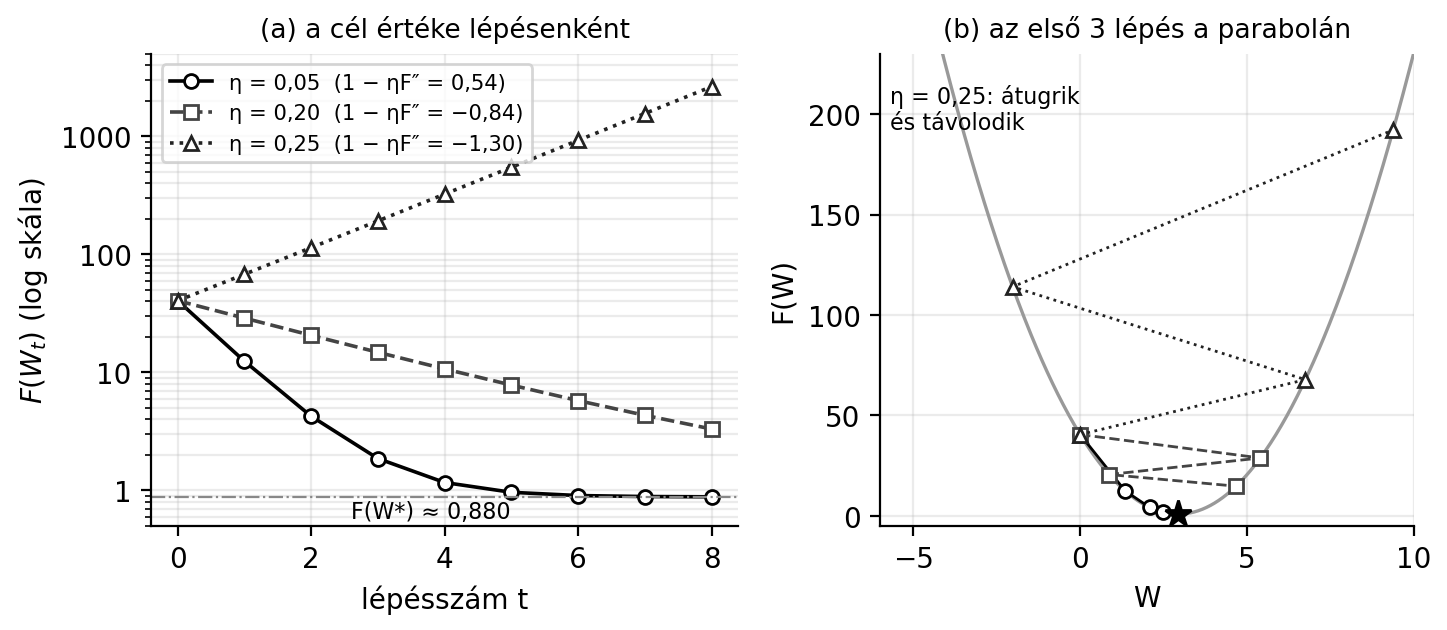 (a) a cél értéke lépésenként
η = 0,05 (1 − ηF″ = 0,54)
η = 0,20 (1 − ηF″ = −0,84)
η = 0,25 (1 − ηF″ = −1,30)
F(W*) ≈ 0,880
F(Wₜ) (log skála)
1000
100
10
1
0
2
4
6
8
lépésszám t
(b) az első 3 lépés a parabolán
η = 0,25: átugrik
és távolodik
F(W)
200
150
100
50
0
−5
0
5
10
W